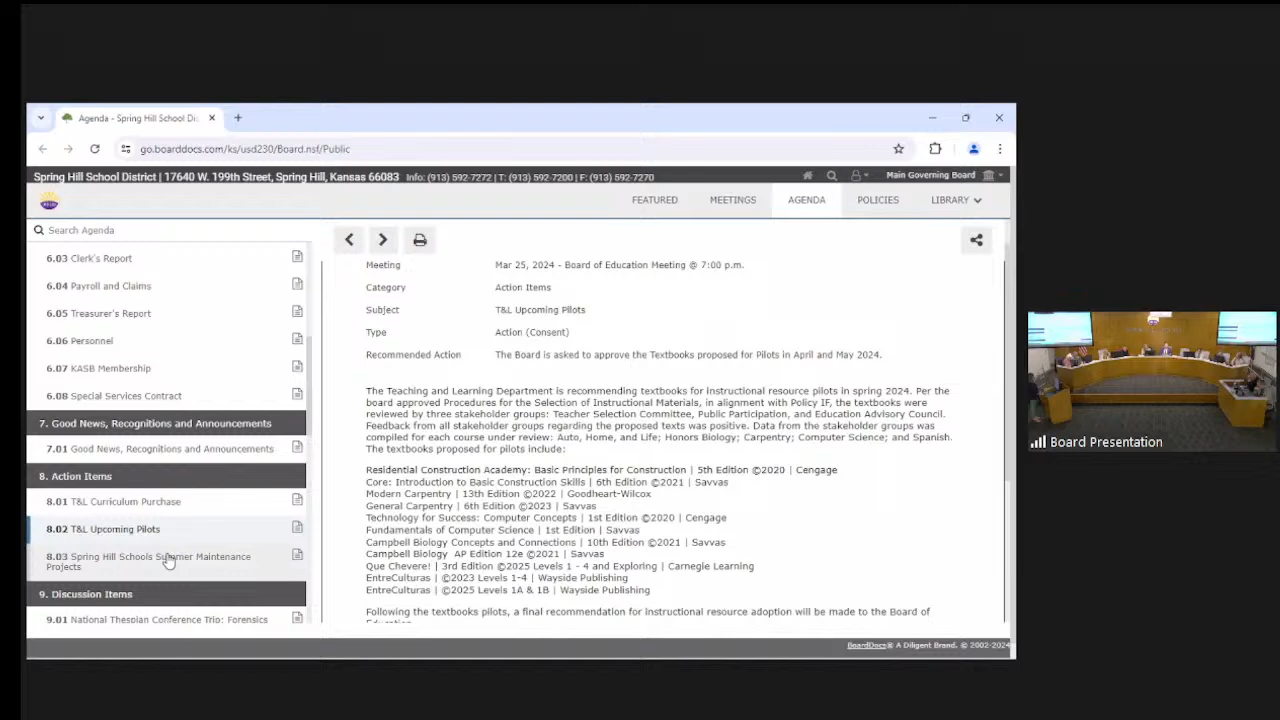 Agenda - Spring Hill School Di
go.boarddocs.com/ks/usd230/Board.nsf/Public
Spring Hill School District | 17640 W. 199th Street, Spring Hill, Kansas 66083 Info: (913) 592-7272 | T: (913) 592-7200 | F: (913) 592-7270
Main Governing Board
FEATURED MEETINGS AGENDA POLICIES LIBRARY
Search Agenda
6.03 Clerk's Report
6.04 Payroll and Claims
6.05 Treasurer's Report
6.06 Personnel
6.07 KASB Membership
6.08 Special Services Contract
7. Good News, Recognitions and Announcements
7.01 Good News, Recognitions and Announcements
8. Action Items
8.01 T&L Curriculum Purchase
8.02 T&L Upcoming Pilots
8.03 Spring Hill Schools Summer Maintenance
Projects
9. Discussion Items
9.01 National Thespian Conference Trip: Forensics
Meeting Mar 25, 2024 - Board of Education Meeting @ 7:00 p.m.
Category Action Items
Subject T&L Upcoming Pilots
Type Action (Consent)
Recommended Action The Board is asked to approve the Textbooks proposed for Pilots in April and May 2024.
The Teaching and Learning Department is recommending textbooks for instructional resource pilots in spring 2024. Per the
board approved Procedures for the Selection of Instructional Materials, in alignment with Policy IF, the textbooks were
reviewed by three stakeholder groups: Teacher Selection Committee, Public Participation, and Education Advisory Council.
Feedback from all stakeholder groups regarding the proposed texts was positive. Data from the stakeholder groups was
compiled for each course under review: Auto, Home, and Life; Honors Biology; Carpentry; Computer Science; and Spanish.
The textbooks proposed for pilots include:
Residential Construction Academy: Basic Principles for Construction | 5th Edition ©2020 | Cengage
Core: Introduction to Basic Construction Skills | 6th Edition ©2021 | Savvas
Modern Carpentry | 13th Edition ©2022 | Goodheart-Wilcox
General Carpentry | 6th Edition ©2023 | Savvas
Technology for Success: Computer Concepts | 1st Edition ©2020 | Cengage
Fundamentals of Computer Science | 1st Edition | Savvas
Campbell Biology Concepts and Connections | 10th Edition ©2021 | Savvas
Campbell Biology AP Edition 12e ©2021 | Savvas
Que Chevere! | 3rd Edition ©2025 Levels 1 - 4 and Exploring | Carnegie Learning
EntreCulturas | ©2023 Levels 1-4 | Wayside Publishing
EntreCulturas | ©2025 Levels 1A & 1B | Wayside Publishing
Following the textbooks pilots, a final recommendation for instructional resource adoption will be made to the Board of
Education.
BoardDocs® A Diligent Brand. © 2002-2024
Board Presentation